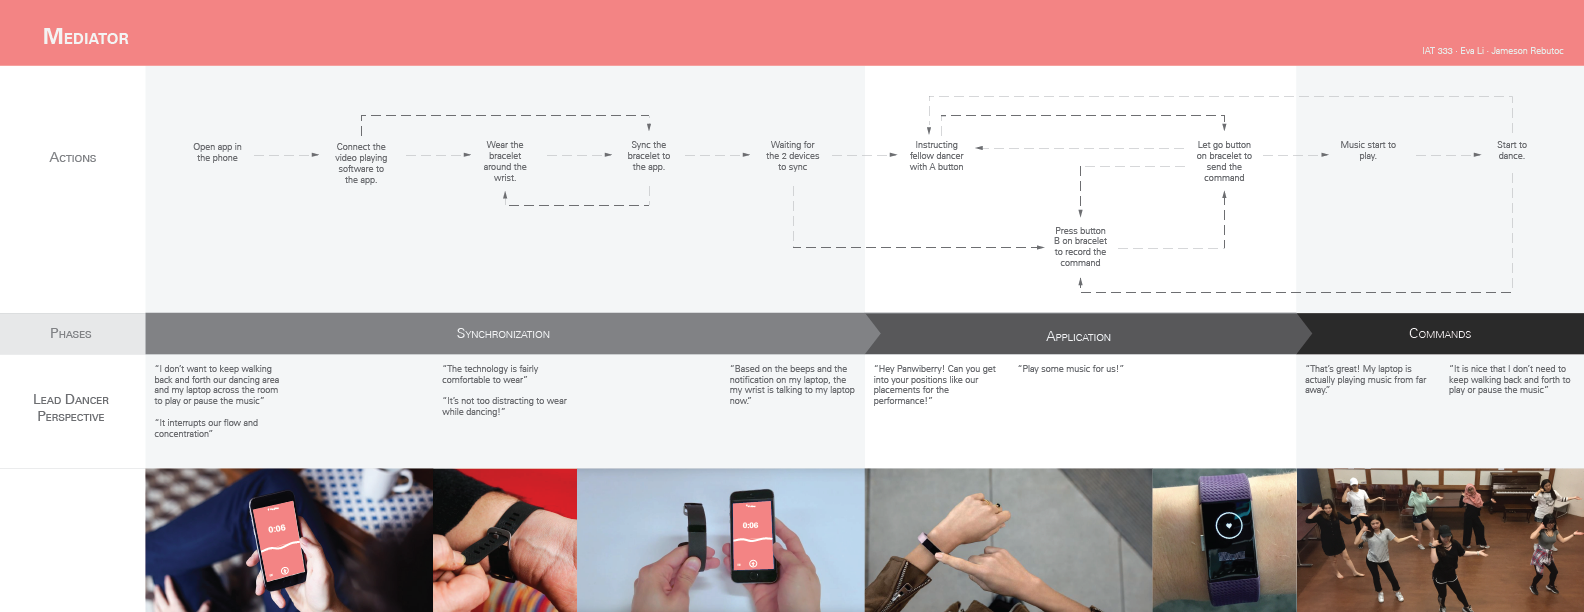 MEDIATOR
IAT 333 · Eva Li · Jameson Rebutoc
ACTIONS
Open app in
the phone
Connect the
video playing
software to
the app.
Wear the
bracelet
around the
wrist.
Sync the
bracelet to
the app.
Waiting for
the 2 devices
to sync
Instructing
fellow dancer
with A button
Press button
B on bracelet
to record the
command
Let go button
on bracelet to
send the
command
Music start to
play.
Start to
dance.
PHASES
SYNCHRONIZATION
APPLICATION
COMMANDS
LEAD DANCER
PERSPECTIVE
“I don’t want to keep walking
back and forth our dancing area
and my laptop across the room
to play or pause the music”
“It interrupts our flow and
concentration”
“The technology is fairly
comfortable to wear”
“It’s not too distracting to wear
while dancing!”
“Based on the beeps and the
notification on my laptop, the
my wrist is talking to my laptop
now.”
“Hey Panwiberry! Can you get
into your positions like our
placements for the
performance!”
“Play some music for us!”
“That’s great! My laptop is
actually playing music from far
away.”
“It is nice that I don’t need to
keep walking back and forth to
play or pause the music”
0:06
0:06